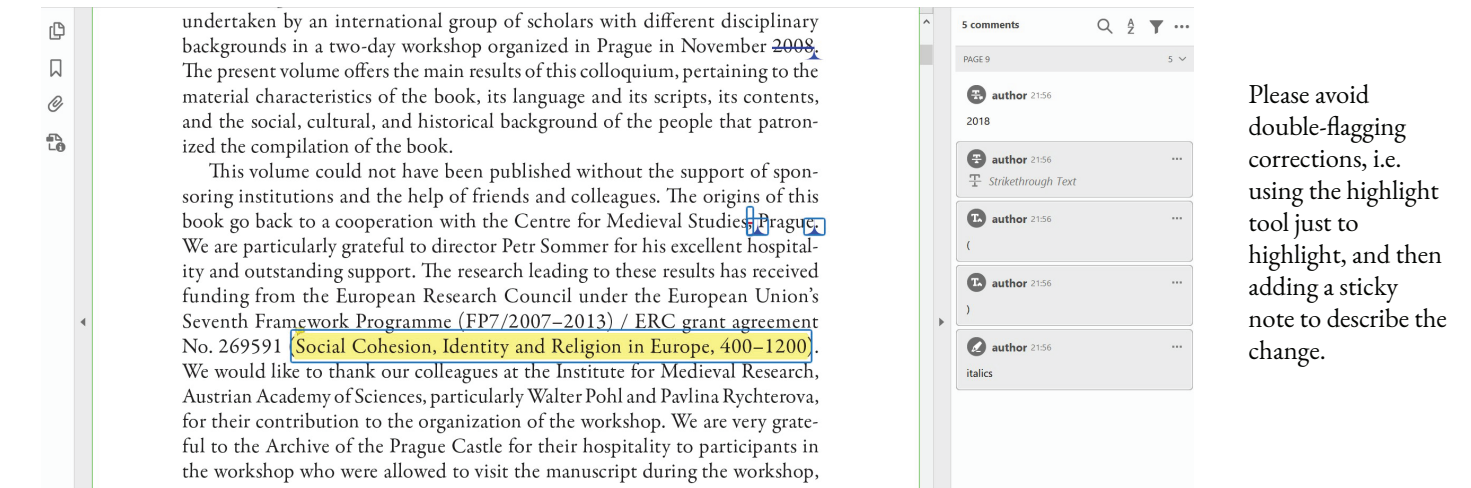 undertaken by an international group of scholars with different disciplinary
backgrounds in a two-day workshop organized in Prague in November 2008.
The present volume offers the main results of this colloquium, pertaining to the
material characteristics of the book, its language and its scripts, its contents,
and the social, cultural, and historical background of the people that patron-
ized the compilation of the book.
This volume could not have been published without the support of spon-
soring institutions and the help of friends and colleagues. The origins of this
book go back to a cooperation with the Centre for Medieval Studies, Prague.
We are particularly grateful to director Petr Sommer for his excellent hospital-
ity and outstanding support. The research leading to these results has received
funding from the European Research Council under the European Union's
Seventh Framework Programme (FP7/2007–2013) / ERC grant agreement
No. 269591 (Social Cohesion, Identity and Religion in Europe, 400–1200).
We would like to thank our colleagues at the Institute for Medieval Research,
Austrian Academy of Sciences, particularly Walter Pohl and Pavlina Rychterova,
for their contribution to the organization of the workshop. We are very grate-
ful to the Archive of the Prague Castle for their hospitality to participants in
the workshop who were allowed to visit the manuscript during the workshop,
5 comments
PAGE 9 5
author 21:56
2018
author 21:56
Strikethrough Text
author 21:56
(
author 21:56
)
author 21:56
italics
Please avoid
double-flagging
corrections, i.e.
using the highlight
tool just to
highlight, and then
adding a sticky
note to describe the
change.